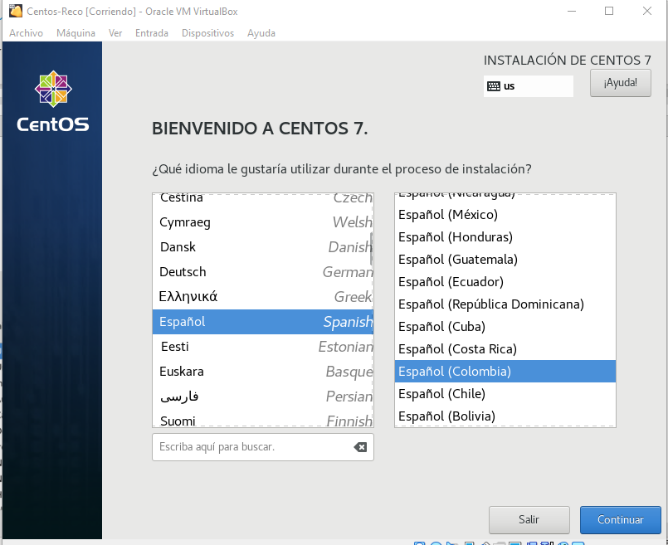 Centos-Reco [Corriendo] - Oracle VM VirtualBox
Archivo Máquina Ver Entrada Dispositivos Ayuda
INSTALACIÓN DE CENTOS 7
us
¡Ayuda!
CentOS
BIENVENIDO A CENTOS 7.
¿Qué idioma le gustaría utilizar durante el proceso de instalación?
Čeština Czech
Cymraeg Welsh
Dansk Danish
Deutsch German
Ελληνικά Greek
Español Spanish
Eesti Estonian
Euskara Basque
فارسی Persian
Suomi Finnish
Español (Nicaragua)
Español (México)
Español (Honduras)
Español (Guatemala)
Español (Ecuador)
Español (República Dominicana)
Español (Cuba)
Español (Costa Rica)
Español (Colombia)
Español (Chile)
Español (Bolivia)
Escriba aquí para buscar.
Salir Continuar